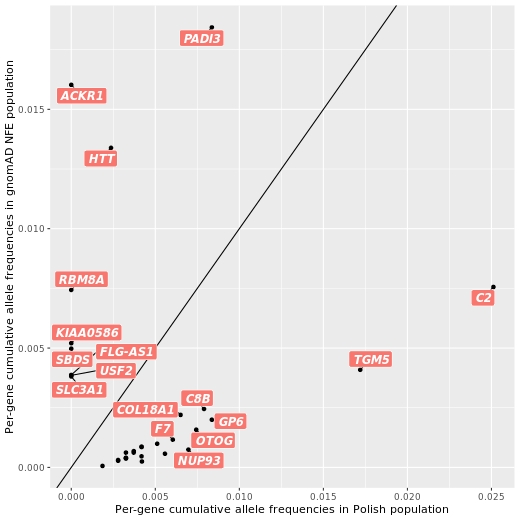 PADI3
ACKR1
0.015
HTT
0.010
RBM8A
C2
KIAA0586
0.005
FLG-AS1
SBDS
TGM5
USF2
SLC3A1
C8B
COL18A1
GP6
F7
OTOG
NUP93
0.000
0.000 0.005 0.010 0.015 0.020 0.025
Per-gene cumulative allele frequencies in Polish population
Per-gene cumulative allele frequencies in gnomAD NFE population